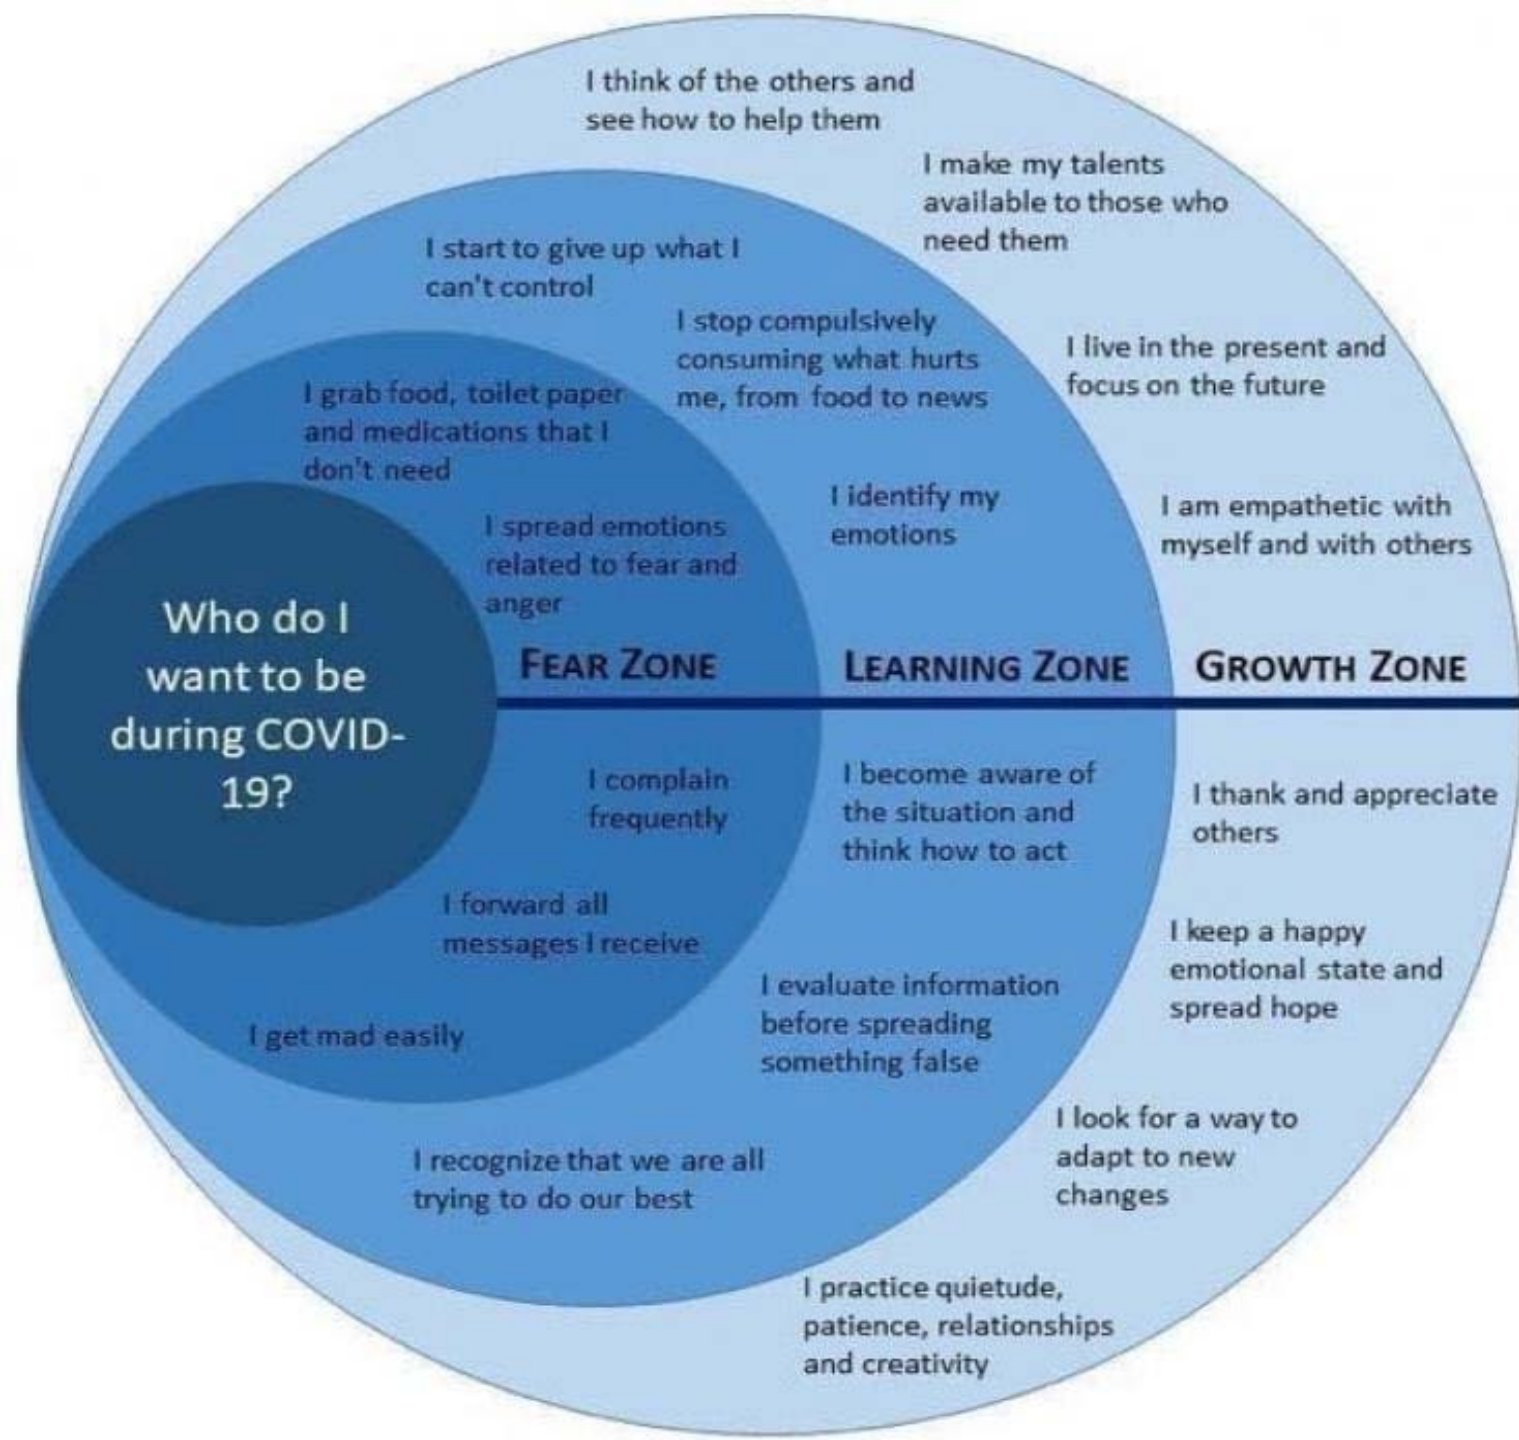 I think of the others and
see how to help them
I make my talents
available to those who
need them
I start to give up what I
can't control
I stop compulsively
consuming what hurts
me, from food to news
I live in the present and
focus on the future
I grab food, toilet paper
and medications that I
don't need
I identify my
emotions
I am empathetic with
myself and with others
I spread emotions
related to fear and
anger
Who do I
want to be
during COVID-
19?
FEAR ZONE
LEARNING ZONE
GROWTH ZONE
I complain
frequently
I become aware of
the situation and
think how to act
I thank and appreciate
others
I forward all
messages I receive
I keep a happy
emotional state and
spread hope
I evaluate information
before spreading
something false
I get mad easily
I look for a way to
adapt to new
changes
I recognize that we are all
trying to do our best
I practice quietude,
patience, relationships
and creativity